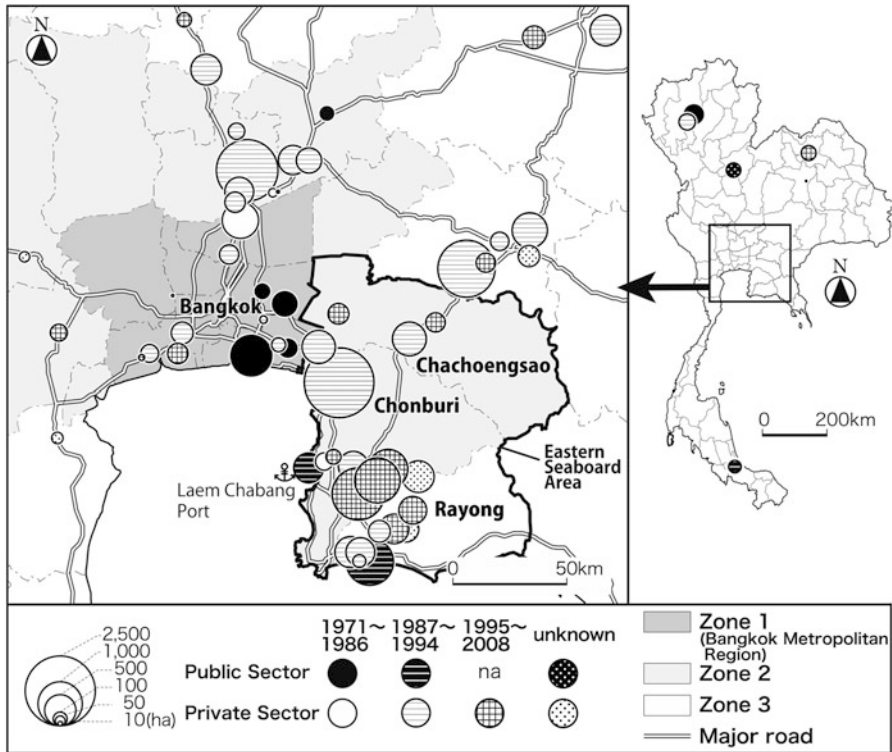 N
Bangkok
Chachoengsao
Chonburi
Eastern
Seaboard
Area
Laem Chabang
Port
Rayong
0 50km
N
0 200km
2,500
1,000
500
100
50
10(ha)
1971～
1986
1987～
1994
1995～
2008
unknown
Public Sector
na
Private Sector
Zone 1
(Bangkok Metropolitan
Region)
Zone 2
Zone 3
Major road